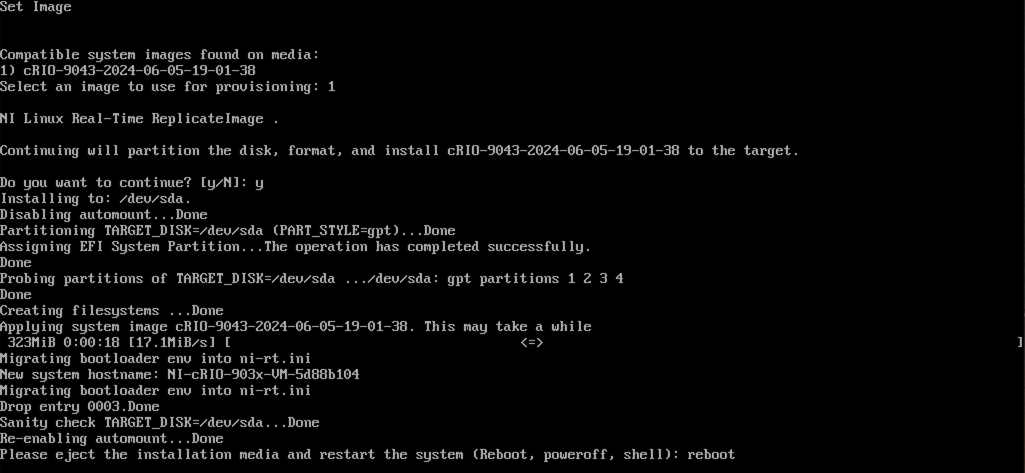 Set Image
Compatible system images found on media:
1) cRIO-9043-2024-06-05-19-01-38
Select an image to use for provisioning: 1
NI Linux Real-Time ReplicateImage .
Continuing will partition the disk, format, and install cRIO-9043-2024-06-05-19-01-38 to the target.
Do you want to continue? [y/N]: y
Installing to: /dev/sda.
Disabling automount...Done
Partitioning TARGET_DISK=/dev/sda (PART_STYLE=gpt)...Done
Assigning EFI System Partition...The operation has completed successfully.
Done
Probing partitions of TARGET_DISK=/dev/sda .../dev/sda: gpt partitions 1 2 3 4
Done
Creating filesystems ...Done
Applying system image cRIO-9043-2024-06-05-19-01-38. This may take a while
323MiB 0:00:18 [17.1MiB/s] [                                    <=>                                                           ]
Migrating bootloader env into ni-rt.ini
New system hostname: NI-cRIO-903x-VM-5d88b104
Migrating bootloader env into ni-rt.ini
Drop entry 0003.Done
Sanity check TARGET_DISK=/dev/sda...Done
Re-enabling automount...Done
Please eject the installation media and restart the system (Reboot, poweroff, shell): reboot